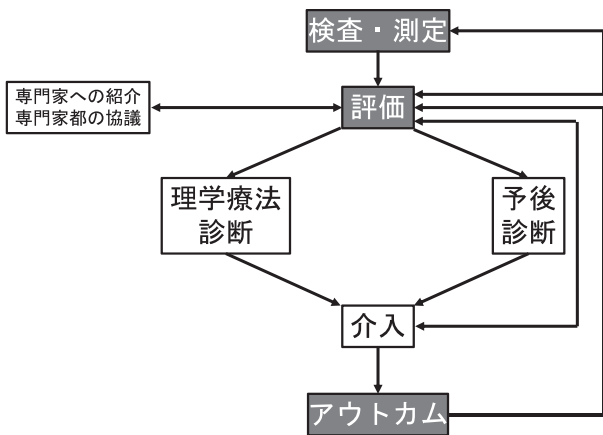 検査・測定
専門家への紹介
専門家都の協議
評価
理学療法
診断
予後
診断
介入
アウトカム